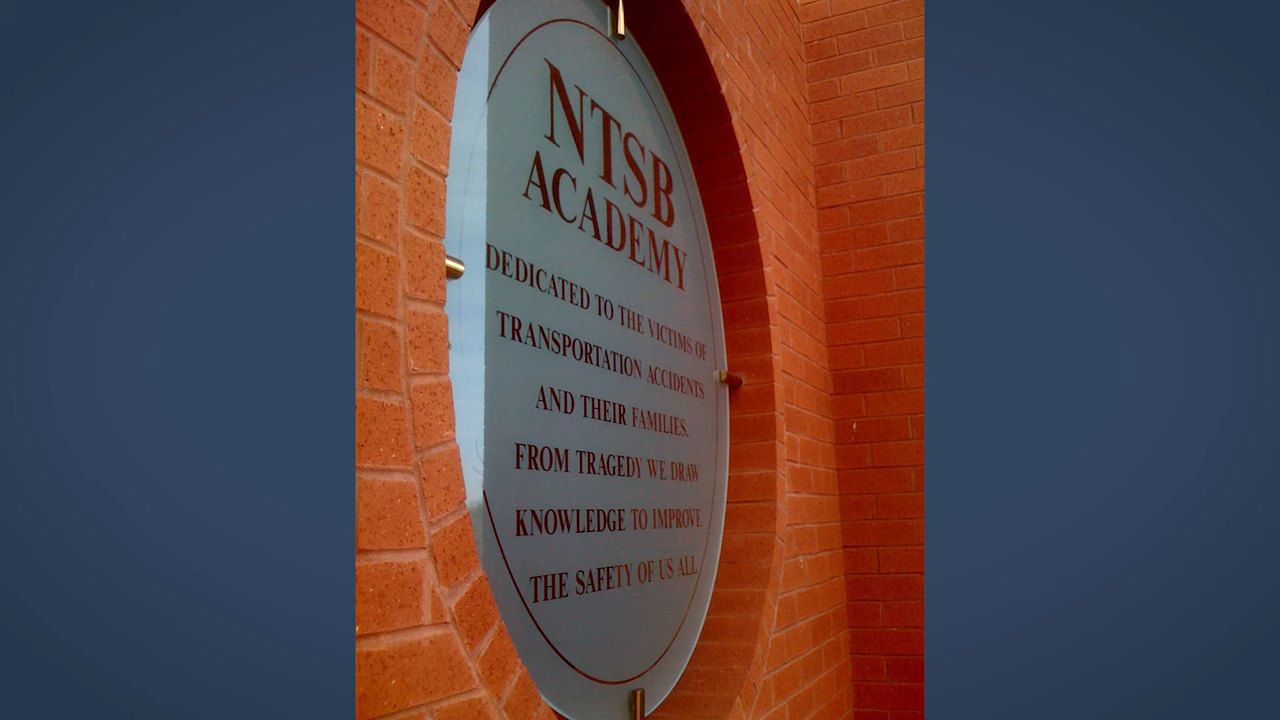 NTSB
ACADEMY
DEDICATED TO THE VICTIMS OF
TRANSPORTATION ACCIDENTS
AND THEIR FAMILIES.
FROM TRAGEDY WE DRAW
KNOWLEDGE TO IMPROVE
THE SAFETY OF US ALL